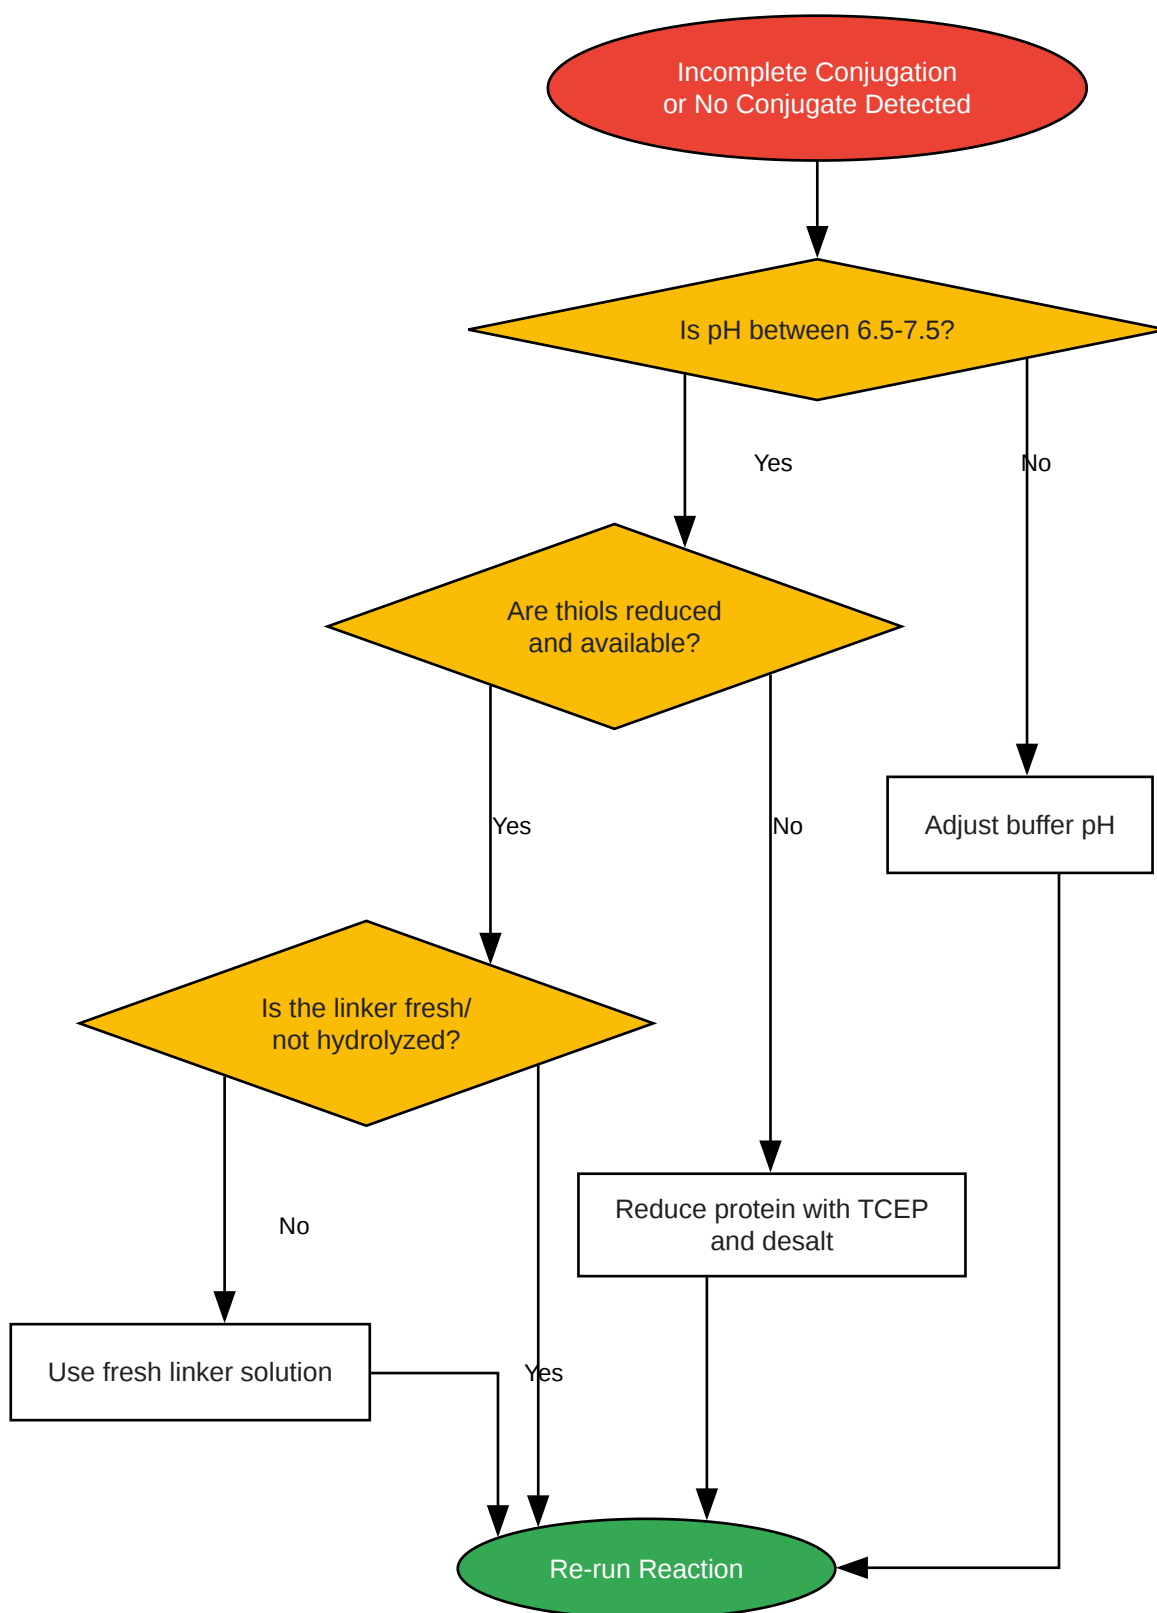 Incomplete Conjugation
or No Conjugate Detected
Is pH between 6.5-7.5?
Yes
No
Are thiols reduced
and available?
Yes
No
Adjust buffer pH
Is the linker fresh/
not hydrolyzed?
No
Reduce protein with TCEP
and desalt
Use fresh linker solution
Yes
Re-run Reaction